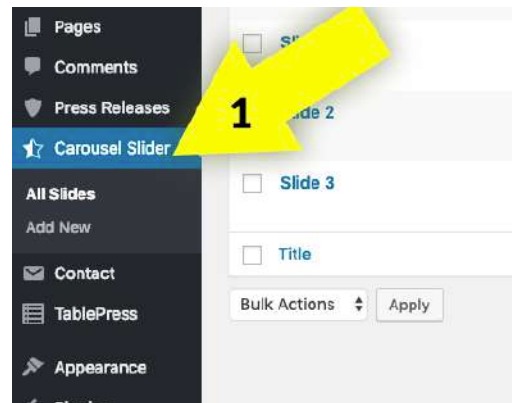 Pages
Comments
Press Releases
Carousel Slider
All Slides
Add New
Contact
TablePress
Appearance
1
2
Slide 3
Title
Bulk Actions
Apply